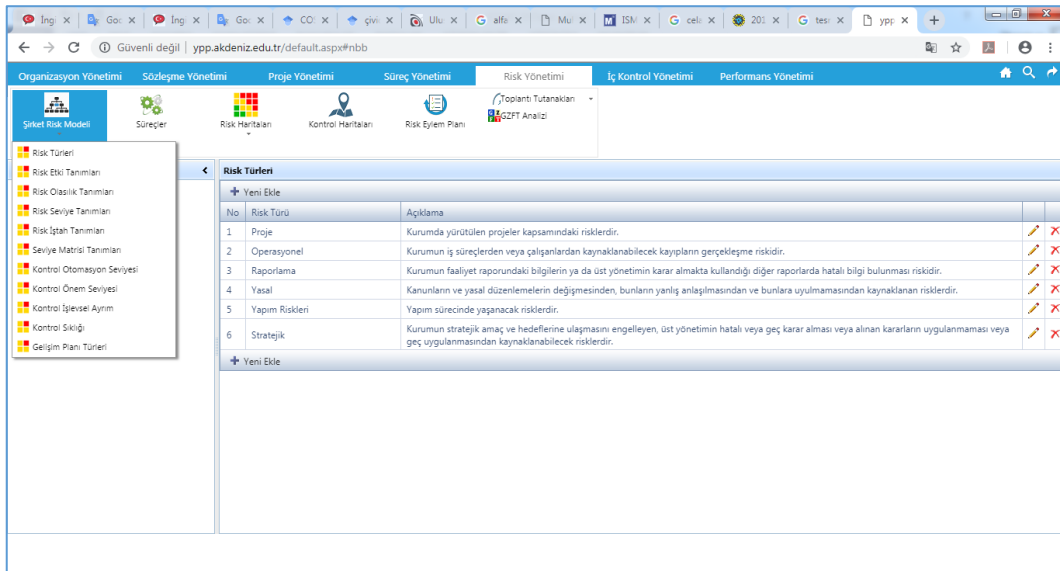 İng
Goc
İng
Goc
COI
çivi
Ulu
alfa
Mu
ISM
cela
201
tes
ypp
Güvenli değil | ypp.akdeniz.edu.tr/default.aspx#nbb
Organizasyon Yönetimi Sözleşme Yönetimi Proje Yönetimi Süreç Yönetimi Risk Yönetimi İç Kontrol Yönetimi Performans Yönetimi
Şirket Risk Modeli Süreçler Risk Haritaları Kontrol Haritaları Risk Eylem Planı Toplantı Tutanakları
GZFT Analizi
Risk Türleri
Risk Etki Tanımları
Risk Olasılık Tanımları
Risk Seviye Tanımları
Risk İştah Tanımları
Seviye Matrisi Tanımları
Kontrol Otomasyon Seviyesi
Kontrol Önem Seviyesi
Kontrol İşlevsel Ayrım
Kontrol Sıklığı
Gelişim Planı Türleri
Risk Türleri
Yeni Ekle
No Risk Türü Açıklama
1 Proje Kurumda yürütülen projeler kapsamındaki risklerdir.
2 Operasyonel Kurumun iş süreçlerden veya çalışanlardan kaynaklanabilecek kayıpların gerçekleşme riskidir.
3 Raporlama Kurumun faaliyet raporundaki bilgilerin ya da üst yönetimin karar almakta kullandığı diğer raporlarda hatalı bilgi bulunması riskidir.
4 Yasal Kanunların ve yasal düzenlemelerin değişmesinden, bunların yanlış anlaşılmasından ve bunlara uyulmamasından kaynaklanan risklerdir.
5 Yapım Riskleri Yapım sürecinde yaşanacak risklerdir.
6 Stratejik Kurumun stratejik amaç ve hedeflerine ulaşmasını engelleyen, üst yönetimin hatalı veya geç karar alması veya alınan kararların uygulanmaması veya
geç uygulanmasından kaynaklanabilecek risklerdir.
Yeni Ekle